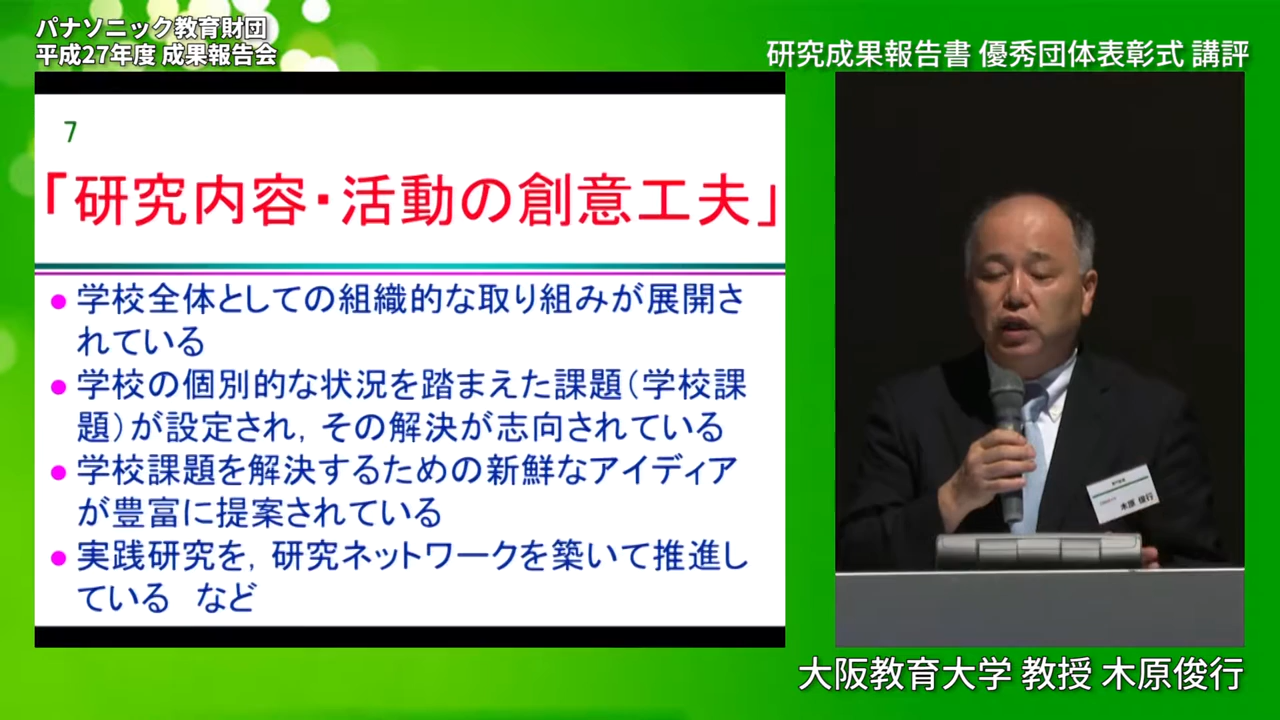 パナソニック教育財団
平成27年度 成果報告会
研究成果報告書 優秀団体表彰式 講評
7
「研究内容・活動の創意工夫」
●学校全体としての組織的な取り組みが展開さ
れている
●学校の個別的な状況を踏まえた課題（学校課
題）が設定され，その解決が志向されている
●学校課題を解決するための新鮮なアイディア
が豊富に提案されている
●実践研究を，研究ネットワークを築いて推進し
ている　など
木原 俊行
大阪教育大学 教授 木原俊行